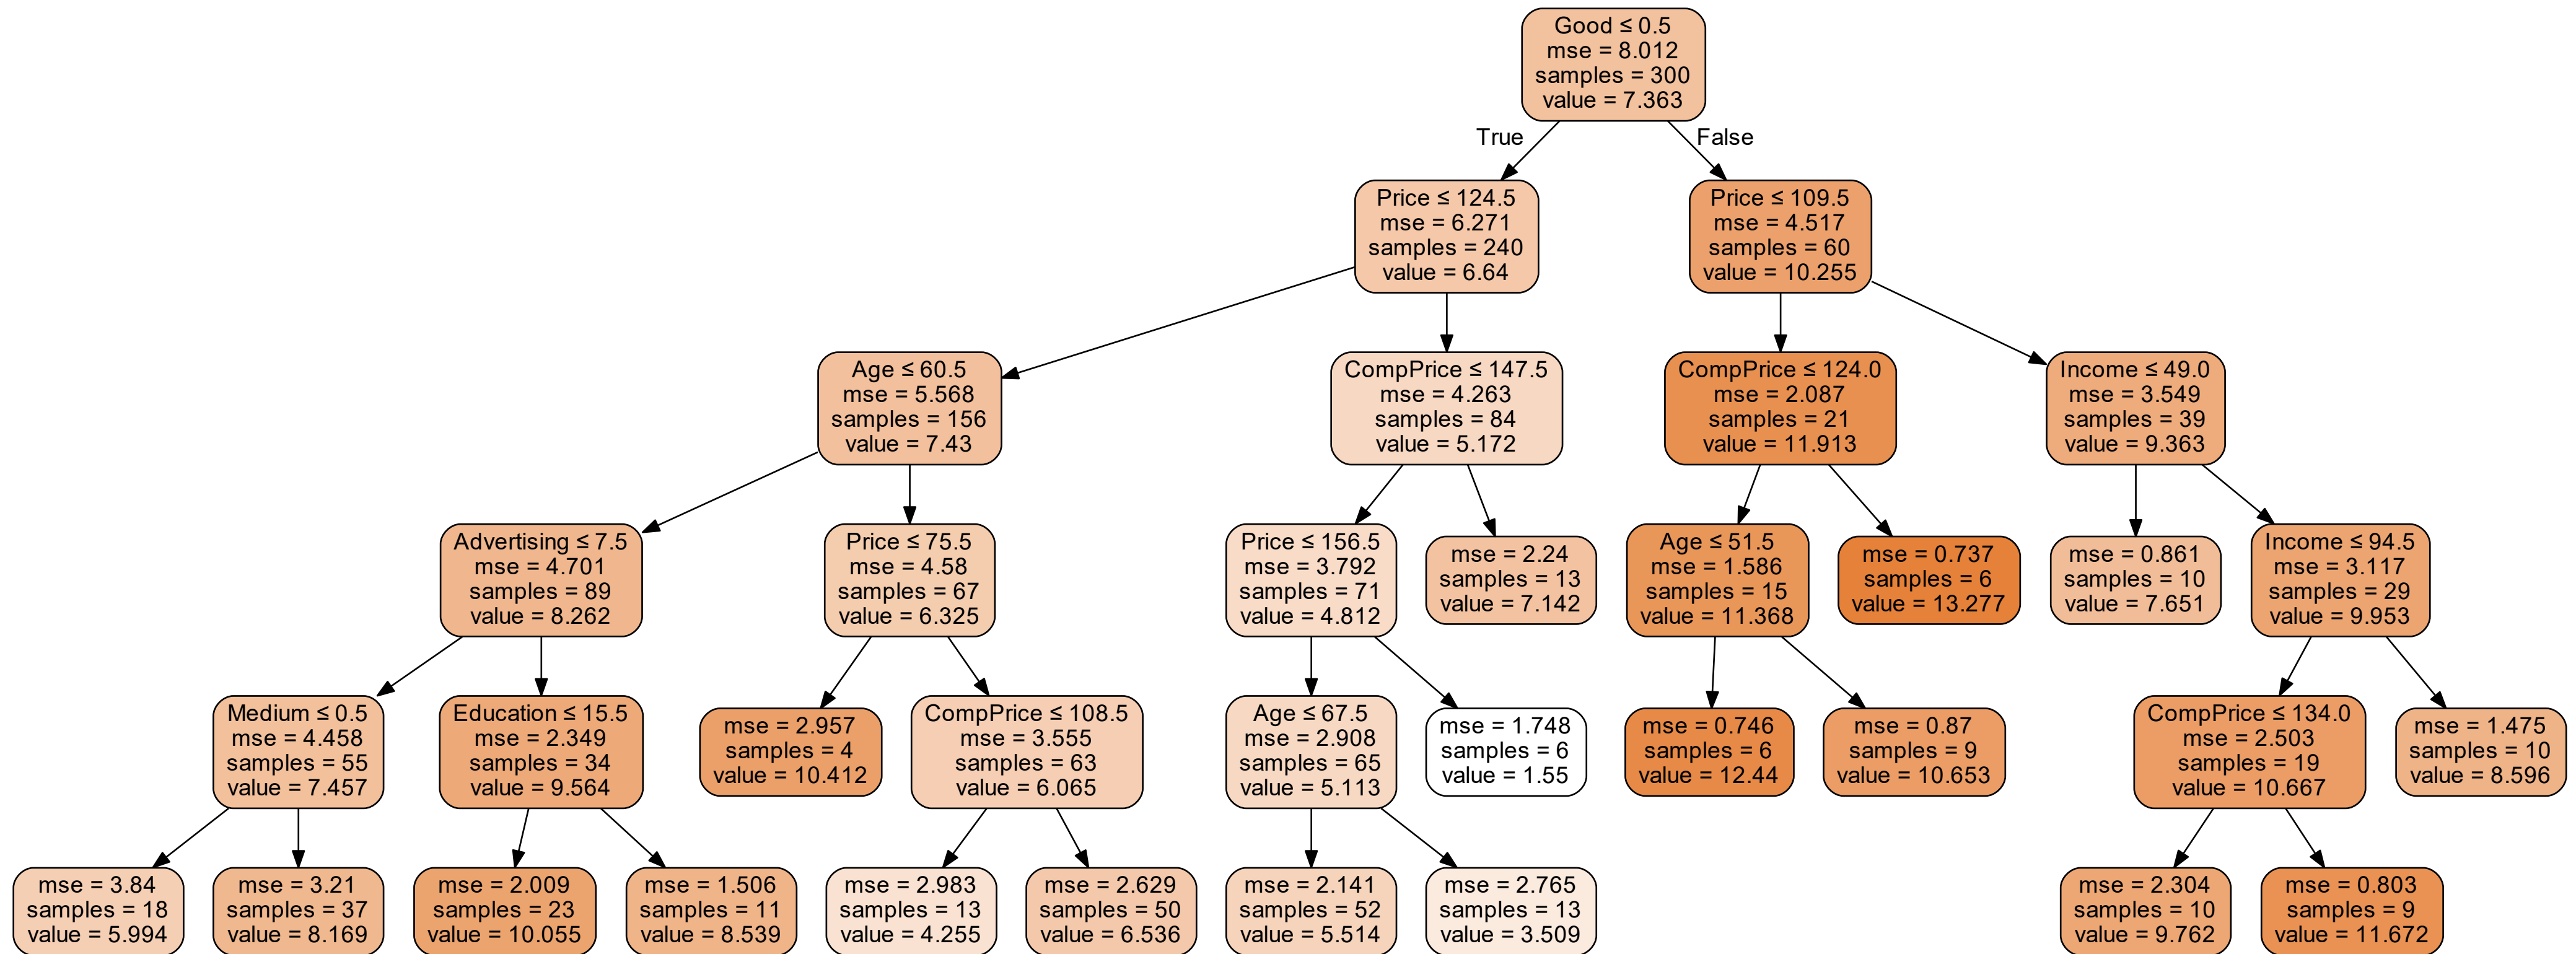 Good ≤ 0.5
mse = 8.012
samples = 300
value = 7.363
True
False
Price ≤ 124.5
mse = 6.271
samples = 240
value = 6.64
Price ≤ 109.5
mse = 4.517
samples = 60
value = 10.255
Age ≤ 60.5
mse = 5.568
samples = 156
value = 7.43
CompPrice ≤ 147.5
mse = 4.263
samples = 84
value = 5.172
CompPrice ≤ 124.0
mse = 2.087
samples = 21
value = 11.913
Income ≤ 49.0
mse = 3.549
samples = 39
value = 9.363
Advertising ≤ 7.5
mse = 4.701
samples = 89
value = 8.262
Price ≤ 75.5
mse = 4.58
samples = 67
value = 6.325
Price ≤ 156.5
mse = 3.792
samples = 71
value = 4.812
mse = 2.24
samples = 13
value = 7.142
Age ≤ 51.5
mse = 1.586
samples = 15
value = 11.368
mse = 0.737
samples = 6
value = 13.277
mse = 0.861
samples = 10
value = 7.651
Income ≤ 94.5
mse = 3.117
samples = 29
value = 9.953
Medium ≤ 0.5
mse = 4.458
samples = 55
value = 7.457
Education ≤ 15.5
mse = 2.349
samples = 34
value = 9.564
mse = 2.957
samples = 4
value = 10.412
CompPrice ≤ 108.5
mse = 3.555
samples = 63
value = 6.065
Age ≤ 67.5
mse = 2.908
samples = 65
value = 5.113
mse = 1.748
samples = 6
value = 1.55
mse = 0.746
samples = 6
value = 12.44
mse = 0.87
samples = 9
value = 10.653
CompPrice ≤ 134.0
mse = 2.503
samples = 19
value = 10.667
mse = 1.475
samples = 10
value = 8.596
mse = 3.84
samples = 18
value = 5.994
mse = 3.21
samples = 37
value = 8.169
mse = 2.009
samples = 23
value = 10.055
mse = 1.506
samples = 11
value = 8.539
mse = 2.983
samples = 13
value = 4.255
mse = 2.629
samples = 50
value = 6.536
mse = 2.141
samples = 52
value = 5.514
mse = 2.765
samples = 13
value = 3.509
mse = 2.304
samples = 10
value = 9.762
mse = 0.803
samples = 9
value = 11.672